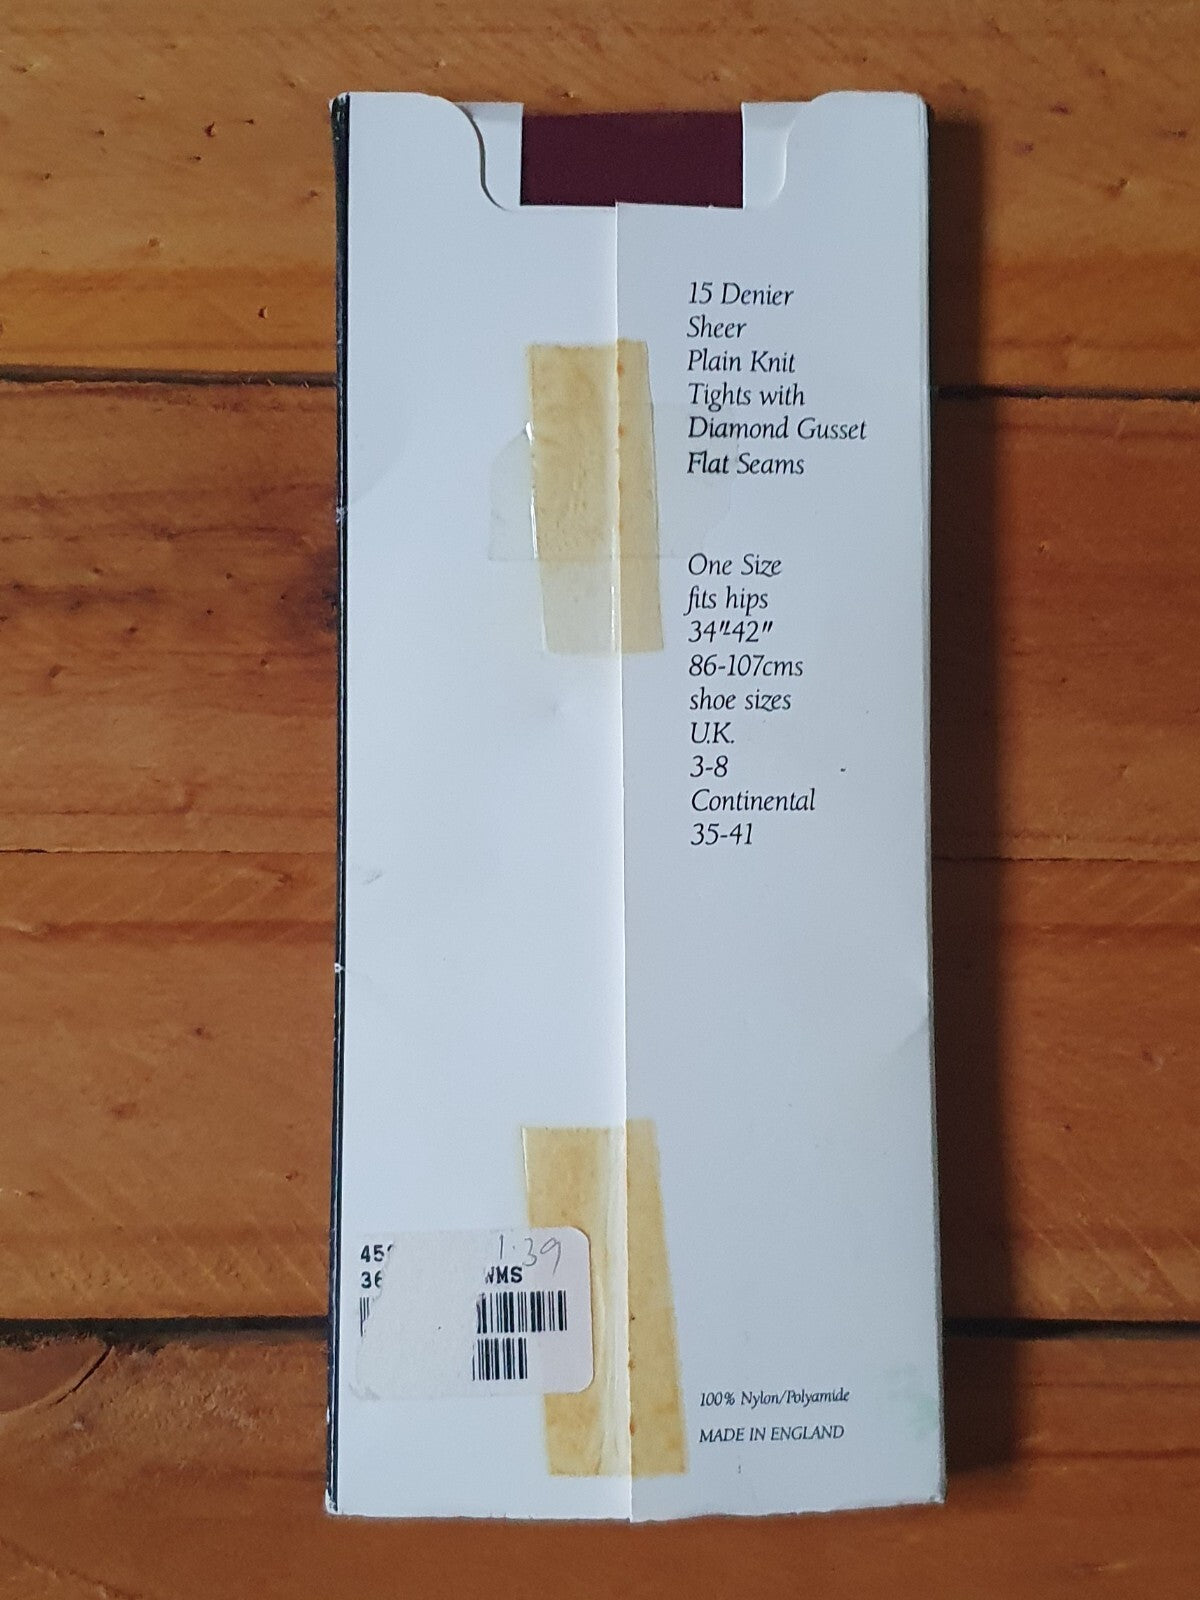 15 Denier
Sheer
Plain Knit
Tights with
Diamond Gusset
Flat Seams
One Size
fits hips
34"-42"
86-107cms
shoe sizes
U.K.
3-8
Continental
35-41
1.39
100% Nylon/Polyamide
MADE IN ENGLAND